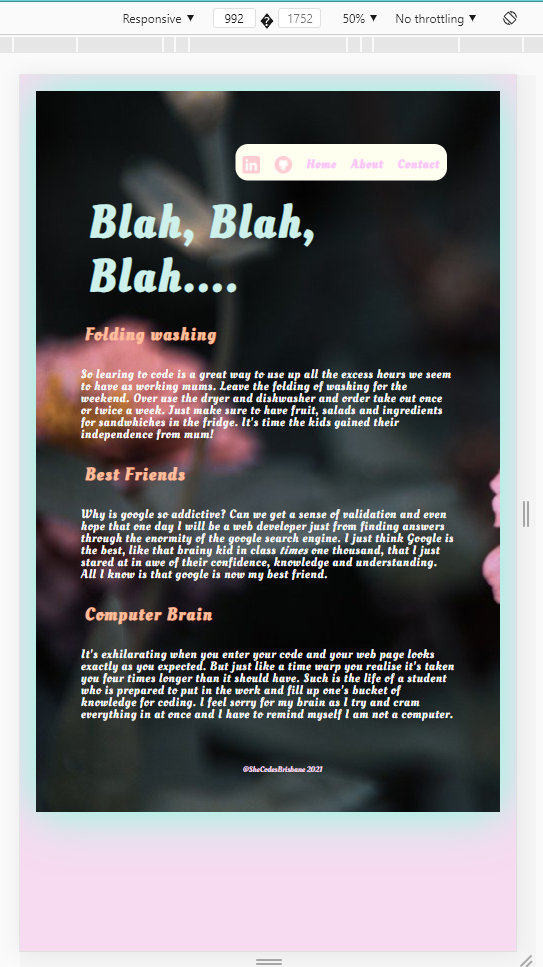 Responsive ▼ 992 � 1752 50% ▼ No throttling ▼
in Home About Contact
Blah, Blah,
Blah....
Folding washing
So learing to code is a great way to use up all the excess hours we seem
to have as working mums. Leave the folding of washing for the
weekend. Over use the dryer and dishwasher and order take out once
or twice a week. Just make sure to have fruit, salads and ingredients
for sandwhiches in the fridge. It's time the kids gained their
independence from mum!
Best Friends
Why is google so addictive? Can we get a sense of validation and even
hope that one day I will be a web developer just from finding answers
through the enormity of the google search engine. I just think Google is
the best, like that brainy kid in class times one thousand, that I just
stared at in awe of their confidence, knowledge and understanding.
All I know is that google is now my best friend.
Computer Brain
It's exhilarating when you enter your code and your web page looks
exactly as you expected. But just like a time warp you realise it's taken
you four times longer than it should have. Such is the life of a student
who is prepared to put in the work and fill up one's bucket of
knowledge for coding. I feel sorry for my brain as I try and cram
everything in at once and I have to remind myself I am not a computer.
©SheCodesBrisbane 2021